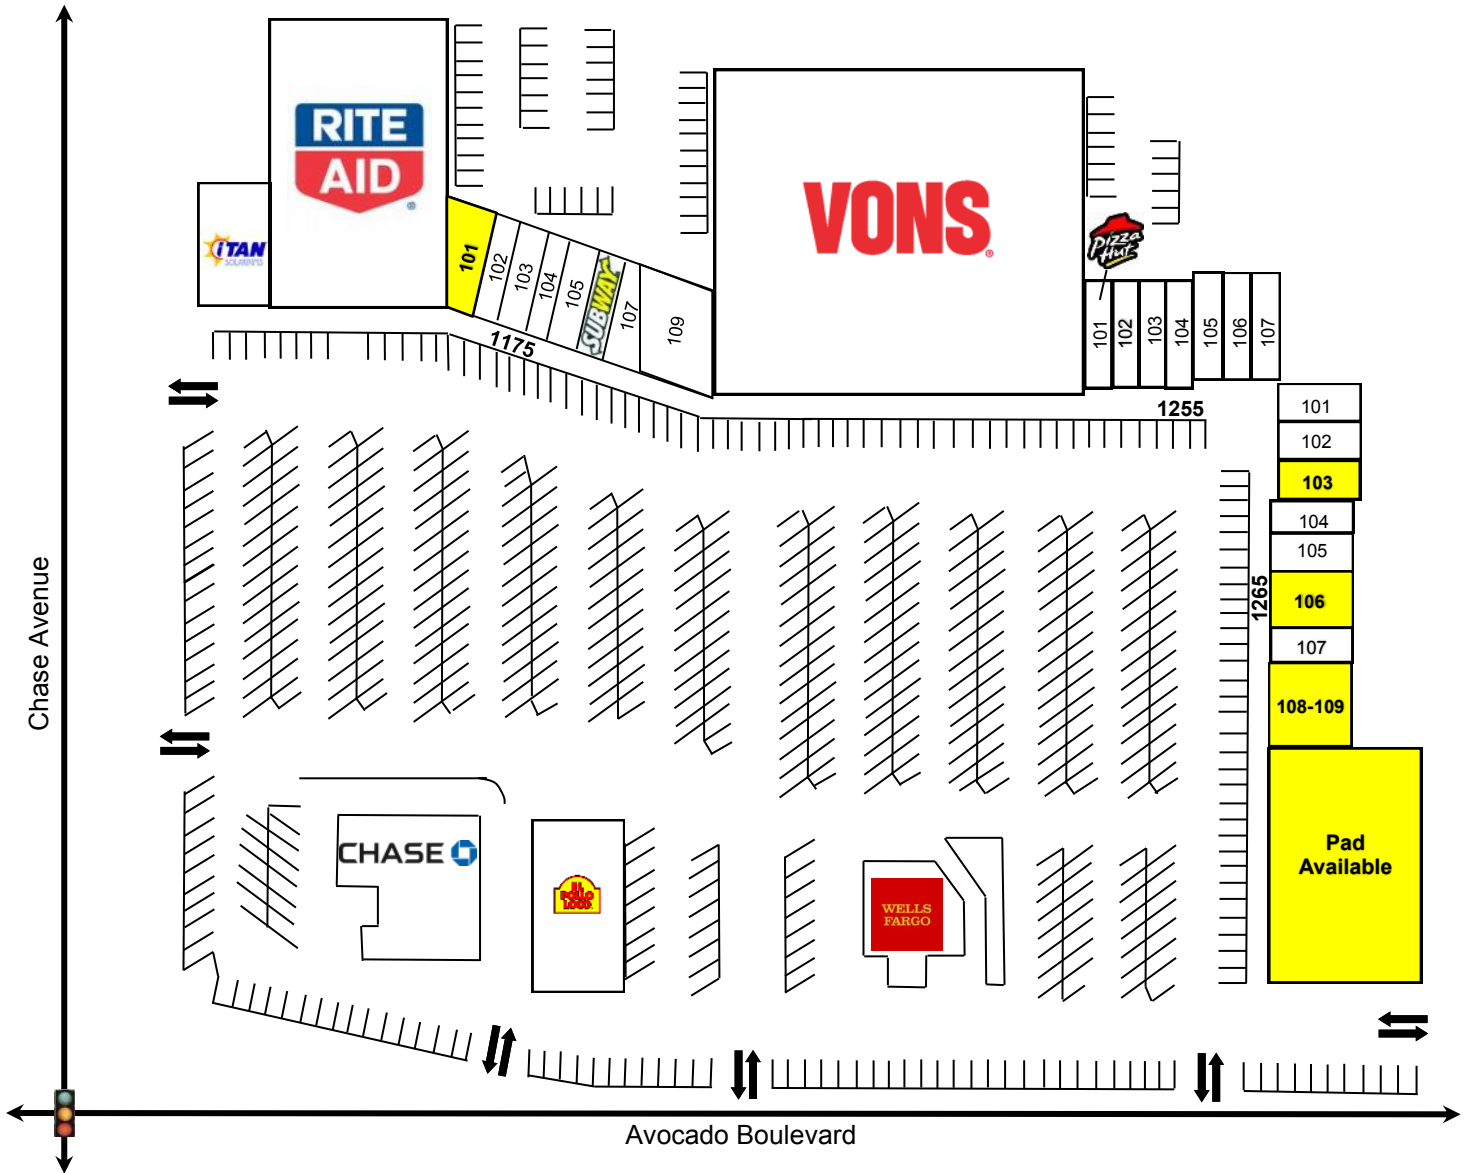 RITE
AID
®
iTAN
SOLARIUMS
VONS
®
Pizza
Hut
101
102
103
104
105
SUBWAY
107
109
1175
101
102
103
104
105
106
107
1255
101
102
103
104
105
106
107
108-109
1265
Pad
Available
CHASE
EL
POLLO
LOCO
WELLS
FARGO
Chase Avenue
Avocado Boulevard